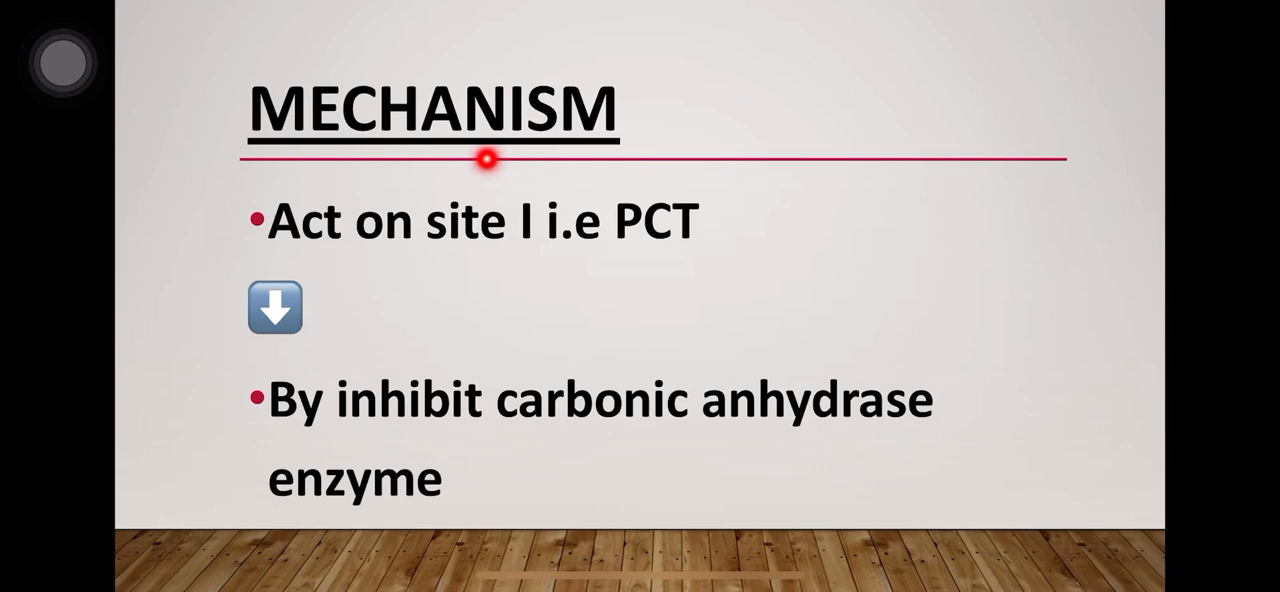 MECHANISM
•Act on site I i.e PCT
•By inhibit carbonic anhydrase
enzyme